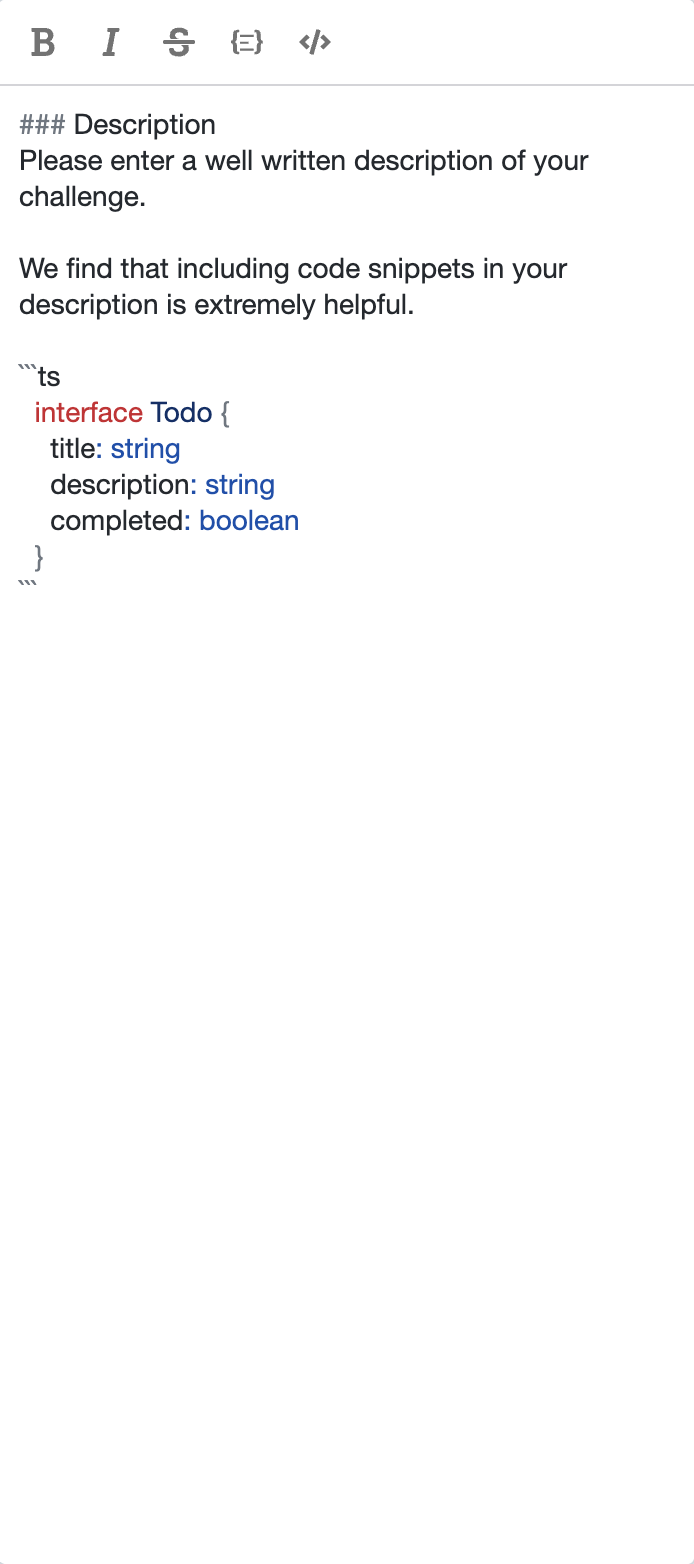 B I S {=} </>
### Description
Please enter a well written description of your
challenge.
We find that including code snippets in your
description is extremely helpful.
```ts
interface Todo {
title: string
description: string
completed: boolean
}
```